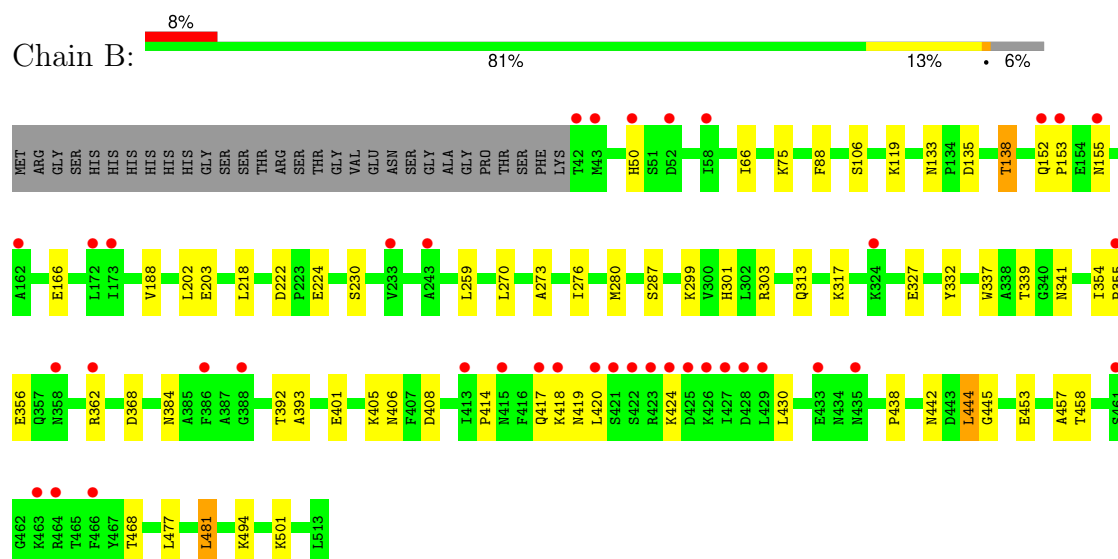 8%
Chain B:
81% 13% • 6%
MET ARG GLY SER HIS HIS HIS HIS HIS HIS GLY SER SER THR ARG SER THR GLY VAL GLU ASN SER GLY ALA GLY PRO THR SER PHE LYS T42 M43 H50 S51 D52 I58 I66 K75 F88 S106 K119 N133 P134 D135 T138 Q152 P153 E154 N155
A162 E166 L172 I173 V188 L202 E203 L218 D222 P223 E224 S230 V233 A243 L259 L270 A273 I276 M280 S287 K299 V300 H301 L302 R303 Q313 K317 K324 E327 Y332 W337 A338 T339 G340 N341 I354 R355
E356 Q357 N358 R362 D368 N384 A385 F386 A387 G388 T392 A393 E401 K405 N406 F407 D408 I413 P414 N415 F416 Q417 K418 N419 L420 S421 S422 R423 K424 D425 K426 I427 D428 L429 L430 E433 N434 N435 P438 N442 D443 L444 G445 E453 A457 T458 S461
G462 K463 R464 T465 F466 Y467 T468 L477 L481 K494 K501 L513